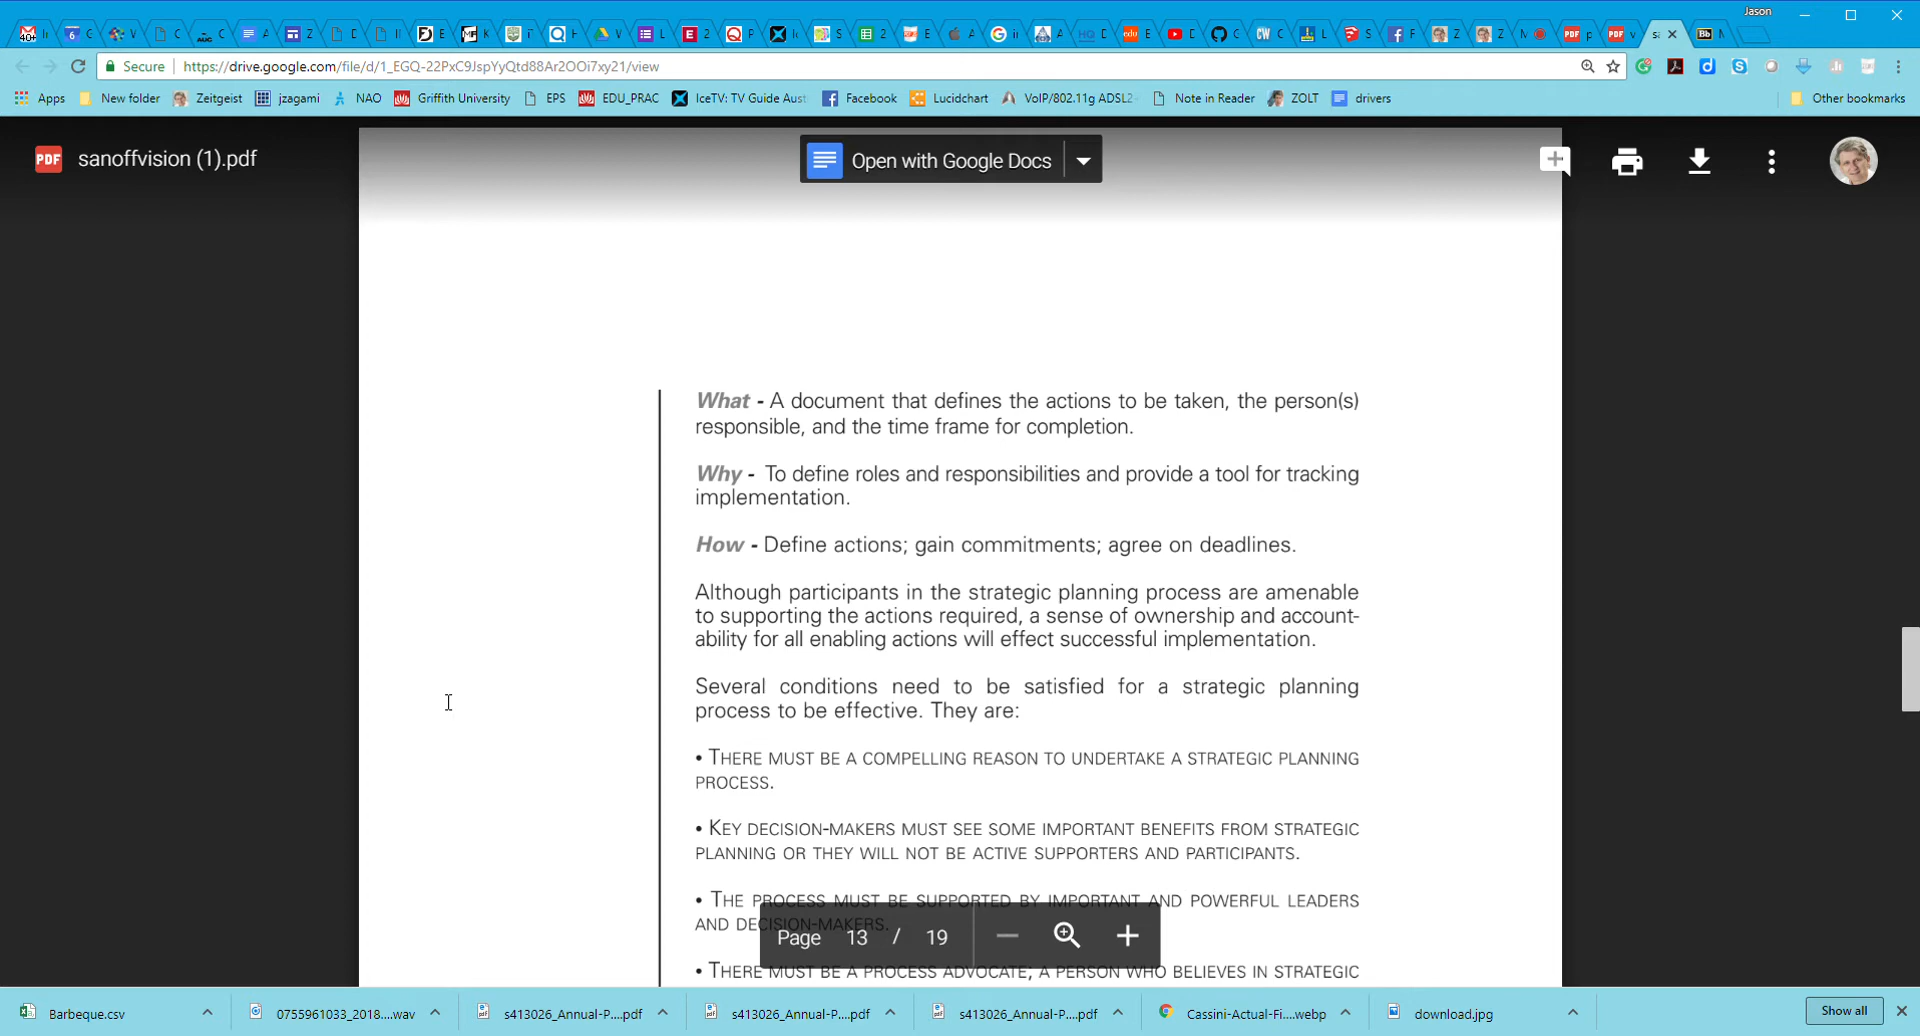 Jason
Secure
https://drive.google.com/file/d/1_EGQ-22PxC9JspYyQtd88Ar2OOi7xy21/view
Apps New folder Zeitgeist jzagami NAO Griffith University EPS EDU_PRAC IceTV: TV Guide Aust Facebook Lucidchart VoIP/802.11g ADSL2 Note in Reader ZOLT drivers Other bookmarks
PDF sanoffvision (1).pdf
Open with Google Docs
What - A document that defines the actions to be taken, the person(s)
responsible, and the time frame for completion.
Why - To define roles and responsibilities and provide a tool for tracking
implementation.
How - Define actions; gain commitments; agree on deadlines.
Although participants in the strategic planning process are amenable
to supporting the actions required, a sense of ownership and account-
ability for all enabling actions will effect successful implementation.
Several conditions need to be satisfied for a strategic planning
process to be effective. They are:
• THERE MUST BE A COMPELLING REASON TO UNDERTAKE A STRATEGIC PLANNING
PROCESS.
• KEY DECISION-MAKERS MUST SEE SOME IMPORTANT BENEFITS FROM STRATEGIC
PLANNING OR THEY WILL NOT BE ACTIVE SUPPORTERS AND PARTICIPANTS.
• THE PROCESS MUST BE SUPPORTED BY IMPORTANT AND POWERFUL LEADERS
AND DECISION-MAKERS.
Page 13 / 19
• THERE MUST BE A PROCESS ADVOCATE; A PERSON WHO BELIEVES IN STRATEGIC
Barbeque.csv 0755961033_2018....wav s413026_Annual-P....pdf s413026_Annual-P....pdf s413026_Annual-P....pdf Cassini-Actual-Fi....webp download.jpg Show all